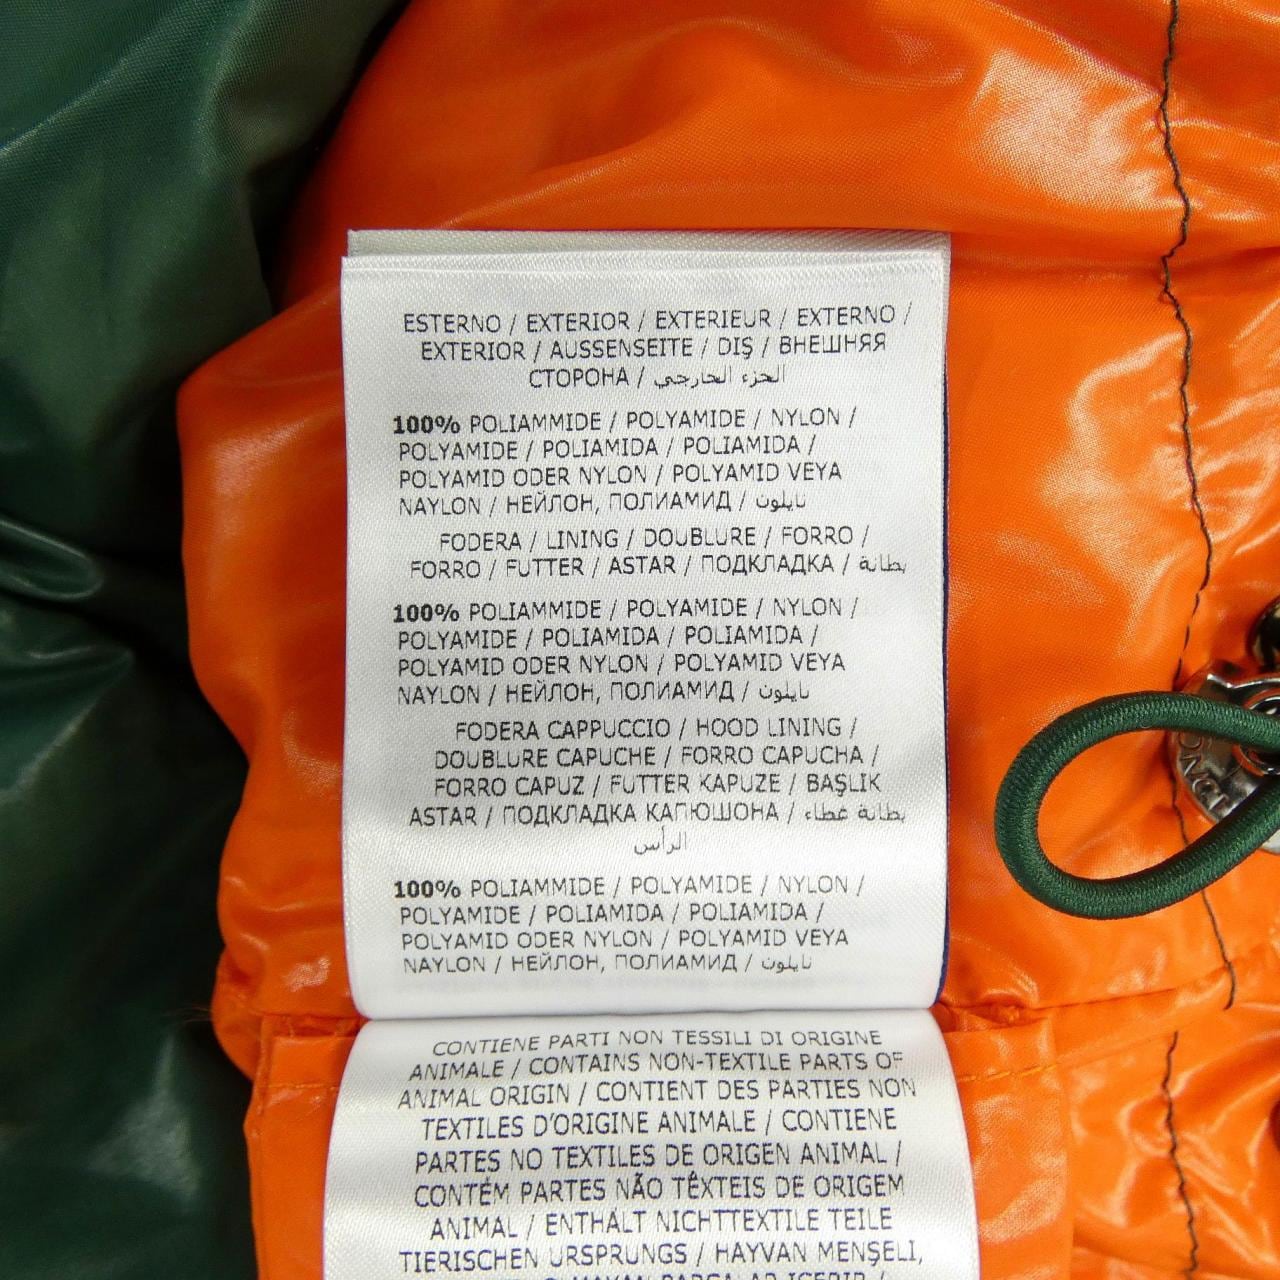 ESTERNO / EXTERIOR / EXTERIEUR / EXTERNO /
EXTERIOR / AUSSENSEITE / DIŞ / ВНЕШНЯЯ
СТОРОНА / الجزء الخارجي
100% POLIAMMIDE / POLYAMIDE / NYLON /
POLYAMIDE / POLIAMIDA / POLIAMIDA /
POLYAMID ODER NYLON / POLYAMID VEYA
NAYLON / НЕЙЛОН, ПОЛИАМИД / نايلون
FODERA / LINING / DOUBLURE / FORRO /
FORRO / FUTTER / ASTAR / ПОДКЛАДКА / بطانة
100% POLIAMMIDE / POLYAMIDE / NYLON /
POLYAMIDE / POLIAMIDA / POLIAMIDA /
POLYAMID ODER NYLON / POLYAMID VEYA
NAYLON / НЕЙЛОН, ПОЛИАМИД / نايلون
FODERA CAPPUCCIO / HOOD LINING /
DOUBLURE CAPUCHE / FORRO CAPUCHA /
FORRO CAPUZ / FUTTER KAPUZE / BAŞLIK
ASTAR / ПОДКЛАДКА КАПЮШОНА / بطانة غطاء
الرأس
100% POLIAMMIDE / POLYAMIDE / NYLON /
POLYAMIDE / POLIAMIDA / POLIAMIDA /
POLYAMID ODER NYLON / POLYAMID VEYA
NAYLON / НЕЙЛОН, ПОЛИАМИД / نايلون
CONTIENE PARTI NON TESSILI DI ORIGINE
ANIMALE / CONTAINS NON-TEXTILE PARTS OF
ANIMAL ORIGIN / CONTIENT DES PARTIES NON
TEXTILES D'ORIGINE ANIMALE / CONTIENE
PARTES NO TEXTILES DE ORIGEN ANIMAL /
CONTÉM PARTES NÃO TÊXTEIS DE ORIGEM
ANIMAL / ENTHÄLT NICHTTEXTILE TEILE
TIERISCHEN URSPRUNGS / HAYVAN MENŞELİ,